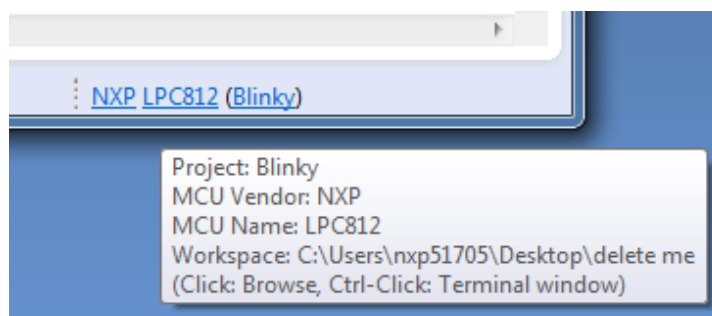 NXP LPC812 (Blinky)
Project: Blinky
MCU Vendor: NXP
MCU Name: LPC812
Workspace: C:\Users\nxp51705\Desktop\delete me
(Click: Browse, Ctrl-Click: Terminal window)